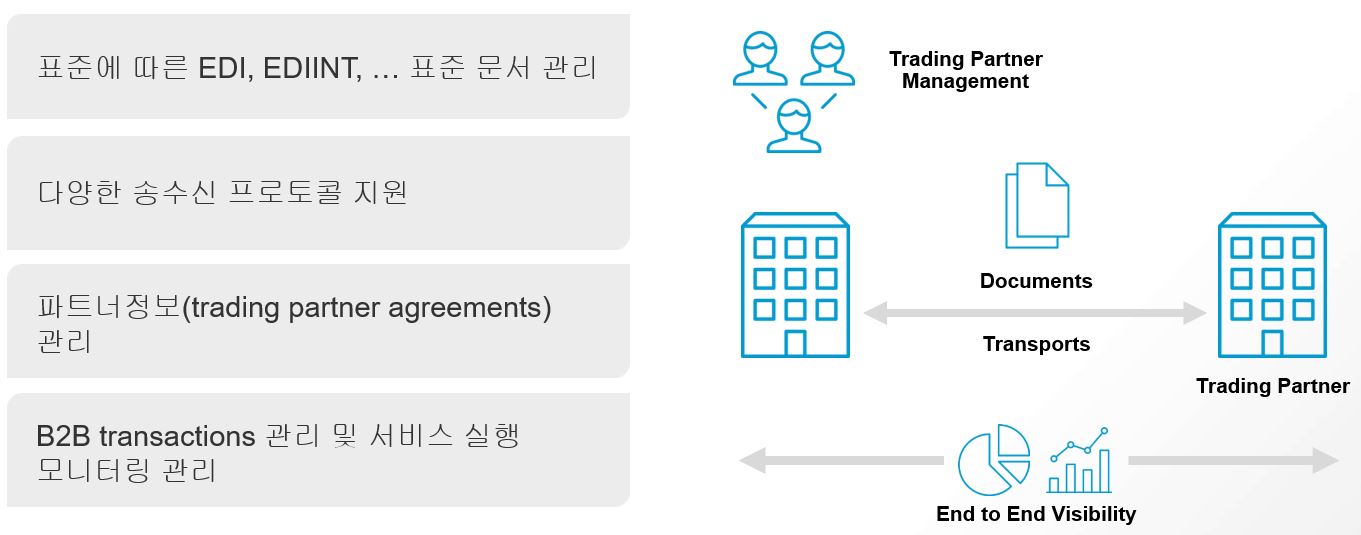 표준에 따른 EDI, EDIINT, … 표준 문서 관리
다양한 송수신 프로토콜 지원
파트너정보(trading partner agreements)
관리
B2B transactions 관리 및 서비스 실행
모니터링 관리
Trading Partner
Management
Documents
Transports
Trading Partner
End to End Visibility